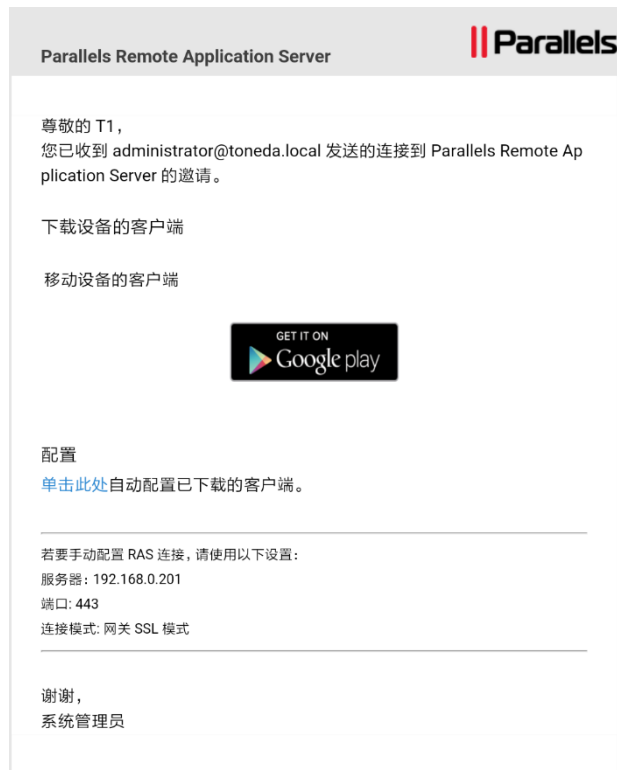 Parallels Remote Application Server
Parallels
尊敬的 T1，
您已收到 administrator@toneda.local 发送的连接到 Parallels Remote Ap
plication Server 的邀请。
下载设备的客户端
移动设备的客户端
GET IT ON
Google play
配置
单击此处自动配置已下载的客户端。
若要手动配置 RAS 连接，请使用以下设置：
服务器：192.168.0.201
端口: 443
连接模式: 网关 SSL 模式
谢谢，
系统管理员